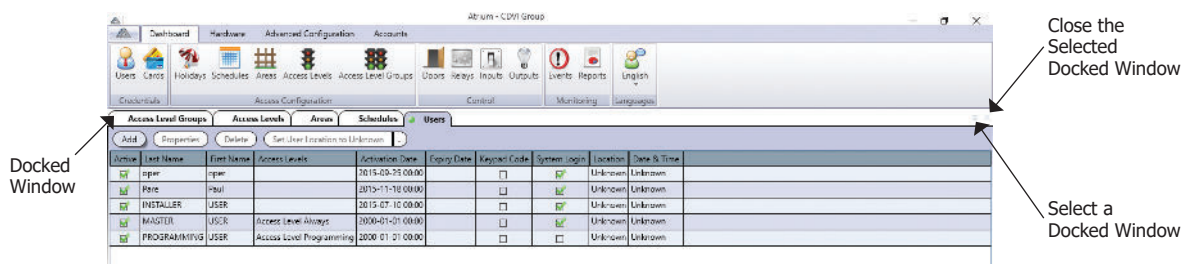 Atrium - CDVI Group
Dashboard Hardware Advanced Configuration Accounts
Users Cards Holidays Schedules Areas Access Levels Access Level Groups Doors Relays Inputs Outputs Events Reports English
Credentials Access Configuration Control Monitoring Languages
Access Level Groups Access Levels Areas Schedules Users
Add Properties Delete Set User Location to Unknown
Active Last Name First Name Access Levels Activation Date Expiry Date Keypad Code System Login Location Date & Time
oper oper 2015-09-25 00:00 Unknown Unknown
Pare Paul 2015-11-18 00:00 Unknown Unknown
INSTALLER USER 2015-07-10 00:00 Unknown Unknown
MASTER USER Access Level Always 2000-01-01 00:00 Unknown Unknown
PROGRAMMING USER Access Level Programming 2000-01-01 00:00 Unknown Unknown
Docked
Window
Close the
Selected
Docked Window
Select a
Docked Window